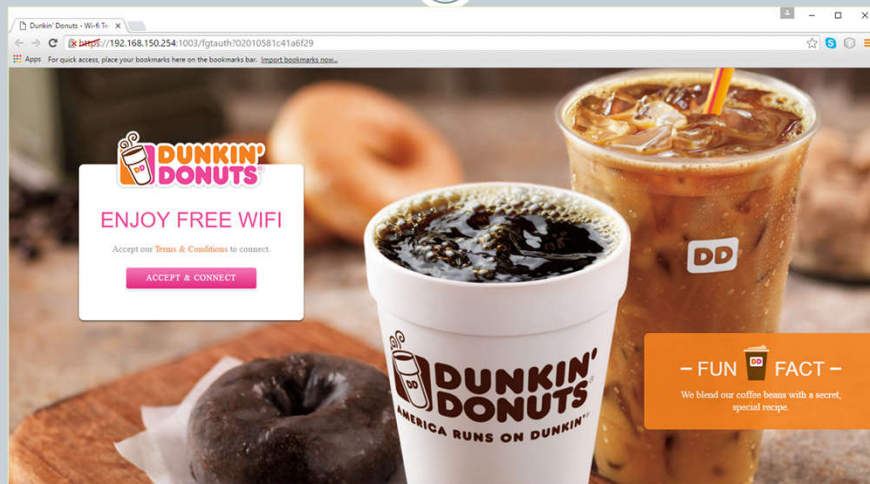 Dunkin' Donuts - Wi-fi Te
https://192.168.150.254:1003/fgtauth?02010581c41a6f29
Apps For quick access, place your bookmarks here on the bookmarks bar. Import bookmarks now...
DUNKIN'
DONUTS
ENJOY FREE WIFI
Accept our Terms & Conditions to connect.
ACCEPT & CONNECT
DD
DUNKIN'
DONUTS
AMERICA RUNS ON DUNKIN'
– FUN DD FACT –
We blend our coffee beans with a secret,
special recipe.